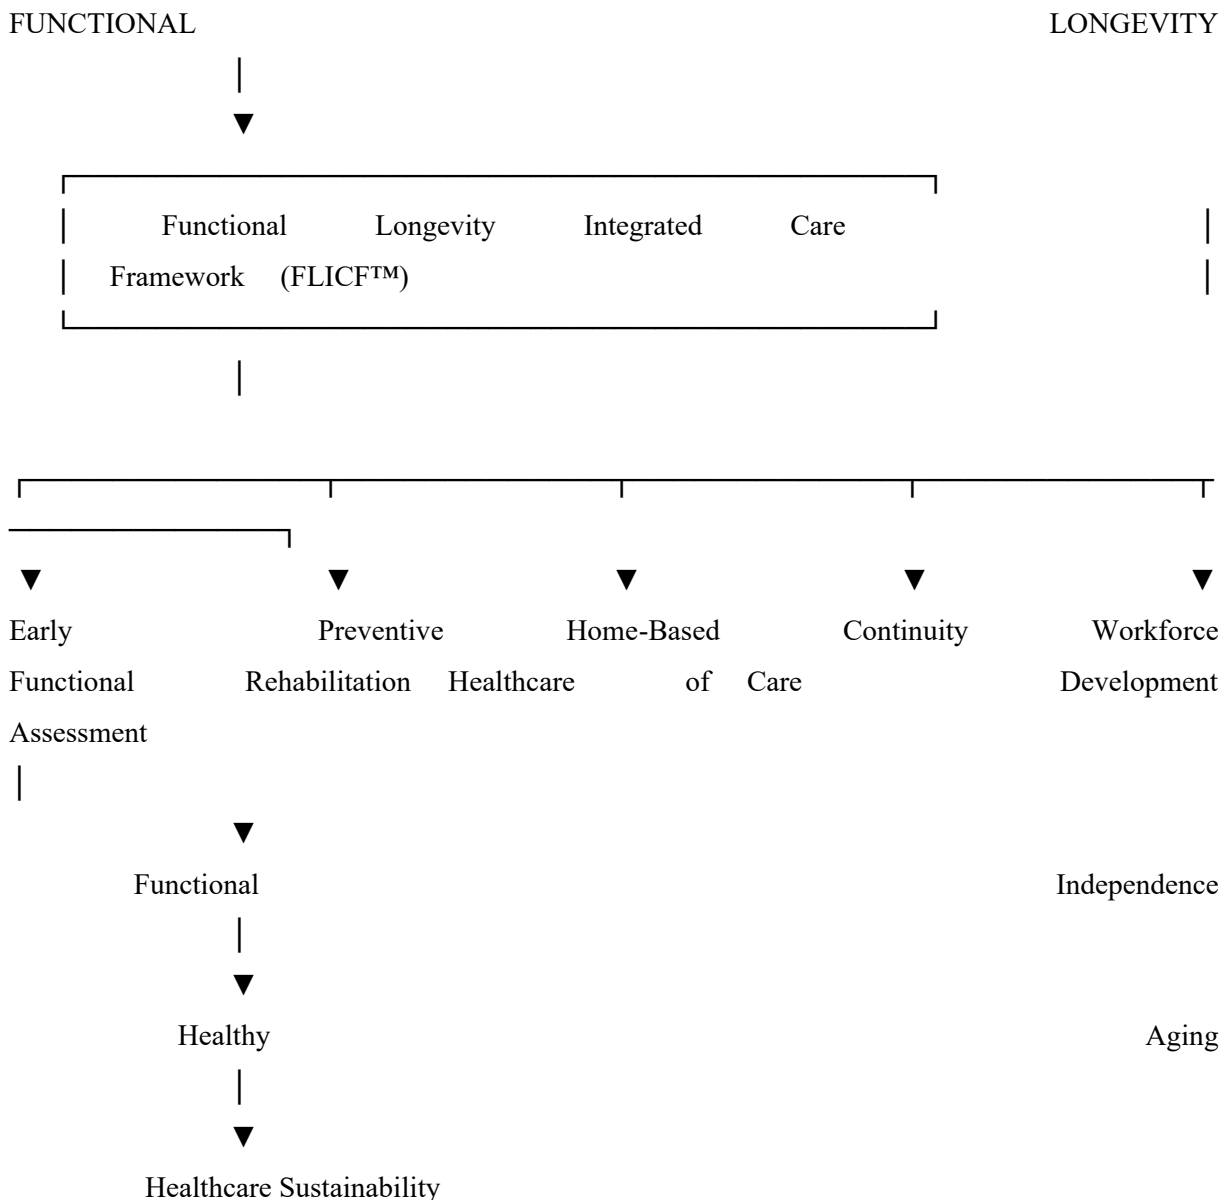 FUNCTIONAL LONGEVITY
Functional Longevity Integrated Care
Framework (FLICF™)
Early Preventive Home-Based Continuity Workforce
Functional Rehabilitation Healthcare of Care Development
Assessment
Functional Independence
Healthy Aging
Healthcare Sustainability